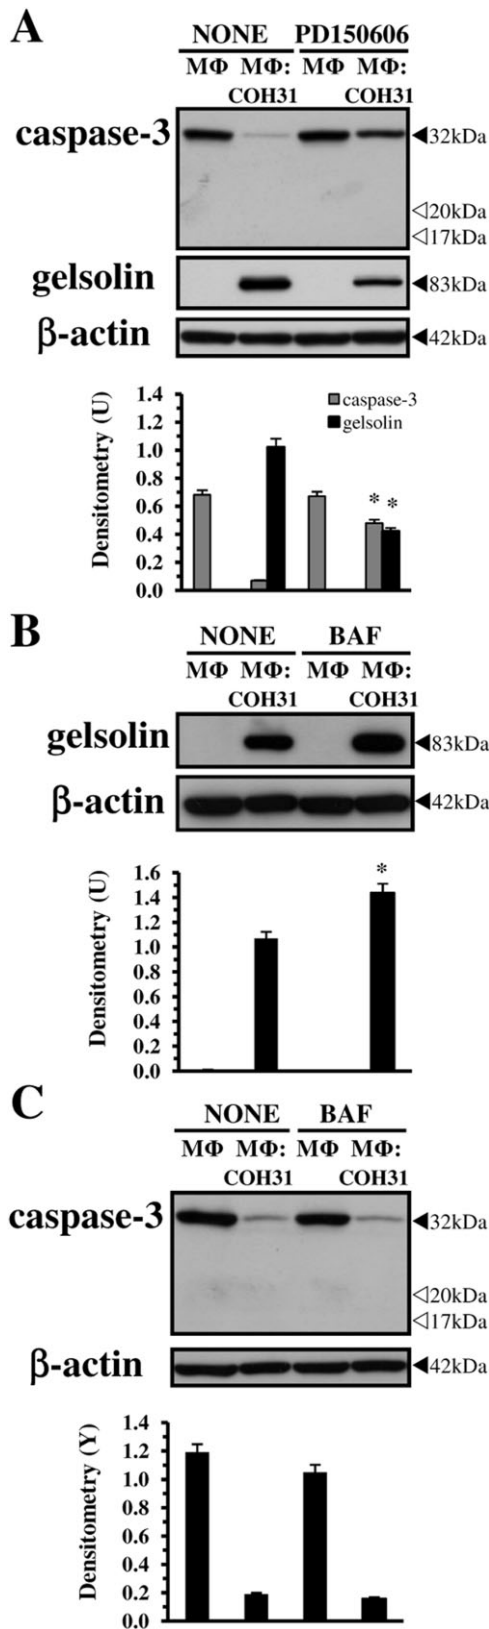 A
NONE PD150606
MΦ MΦ: MΦ MΦ:
COH31 COH31
caspase-3 ◀32kDa
◁20kDa
◁17kDa
gelsolin ◀83kDa
β-actin ◀42kDa
Densitometry (U)
1.4
1.2
1.0
0.8
0.6
0.4
0.2
0.0
caspase-3
gelsolin
* *
B
NONE BAF
MΦ MΦ: MΦ MΦ:
COH31 COH31
gelsolin ◀83kDa
β-actin ◀42kDa
Densitometry (U)
1.6
1.4
1.2
1.0
0.8
0.6
0.4
0.2
0.0
*
C
NONE BAF
MΦ MΦ: MΦ MΦ:
COH31 COH31
caspase-3 ◀32kDa
◁20kDa
◁17kDa
β-actin ◀42kDa
Densitometry (Y)
1.4
1.2
1.0
0.8
0.6
0.4
0.2
0.0